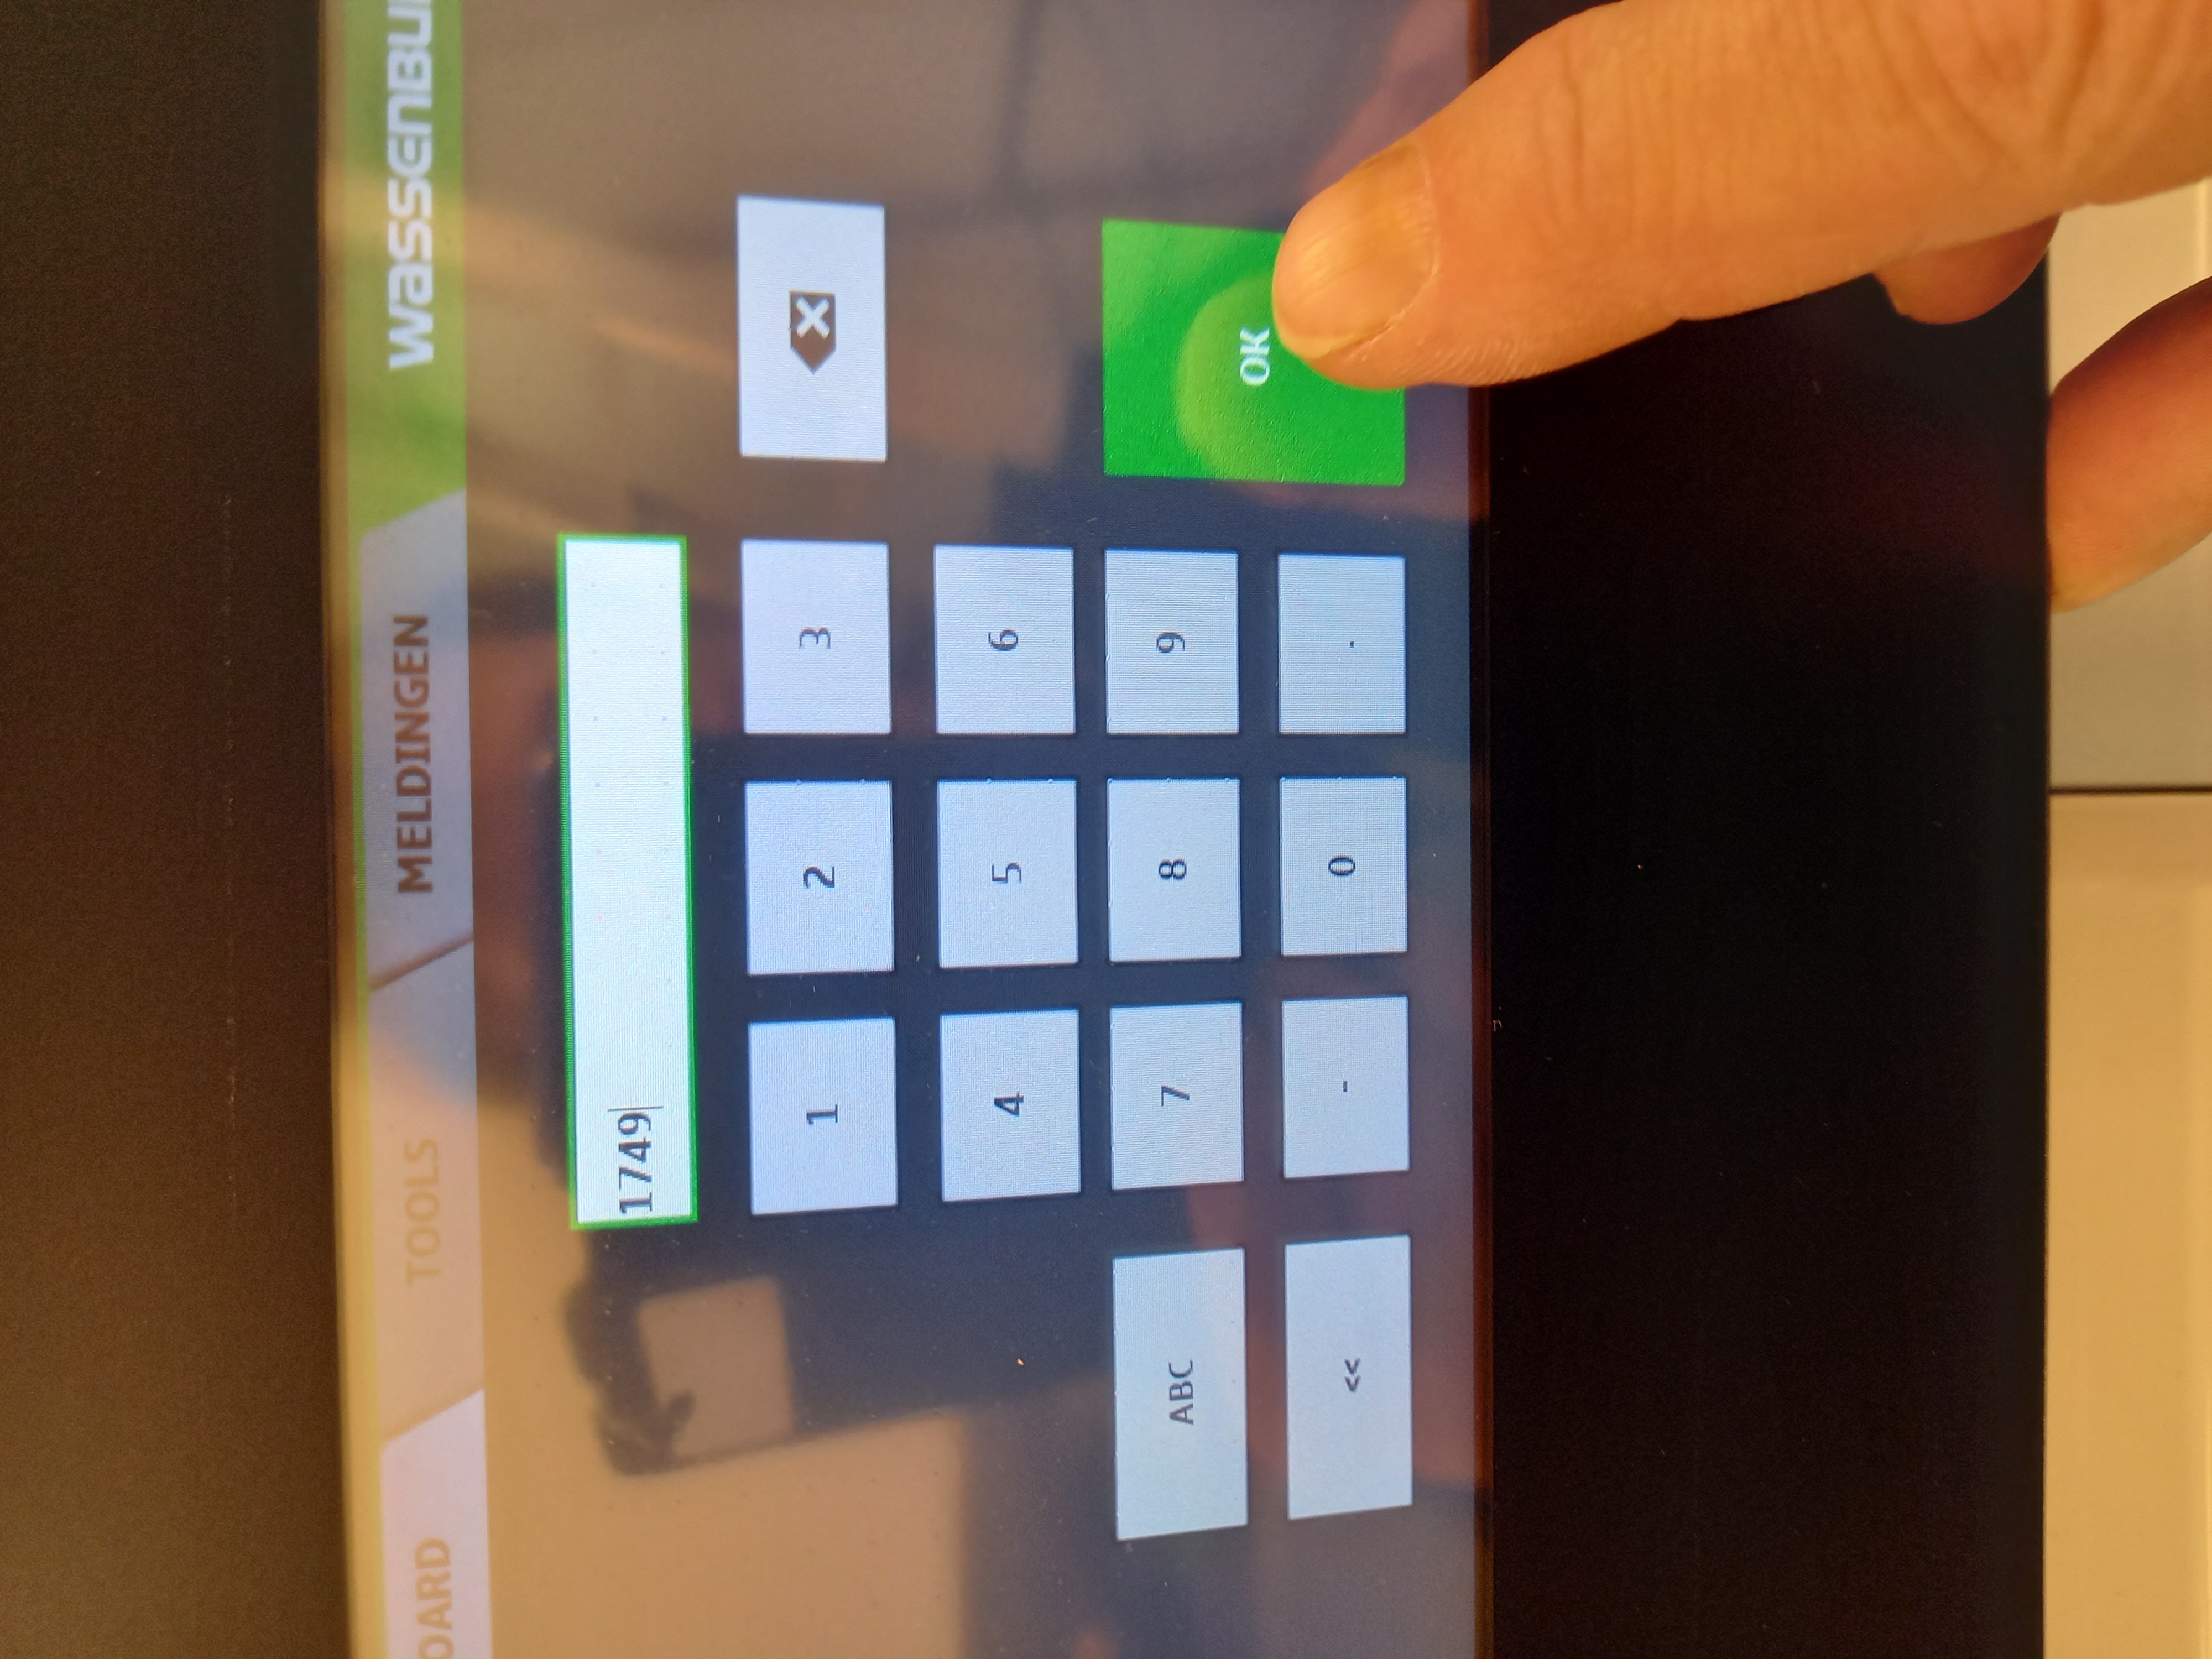 OARD TOOLS MELDINGEN WASSENBU
1749
1 2 3
4 5 6
ABC 7 8 9
OK
<< - 0 .